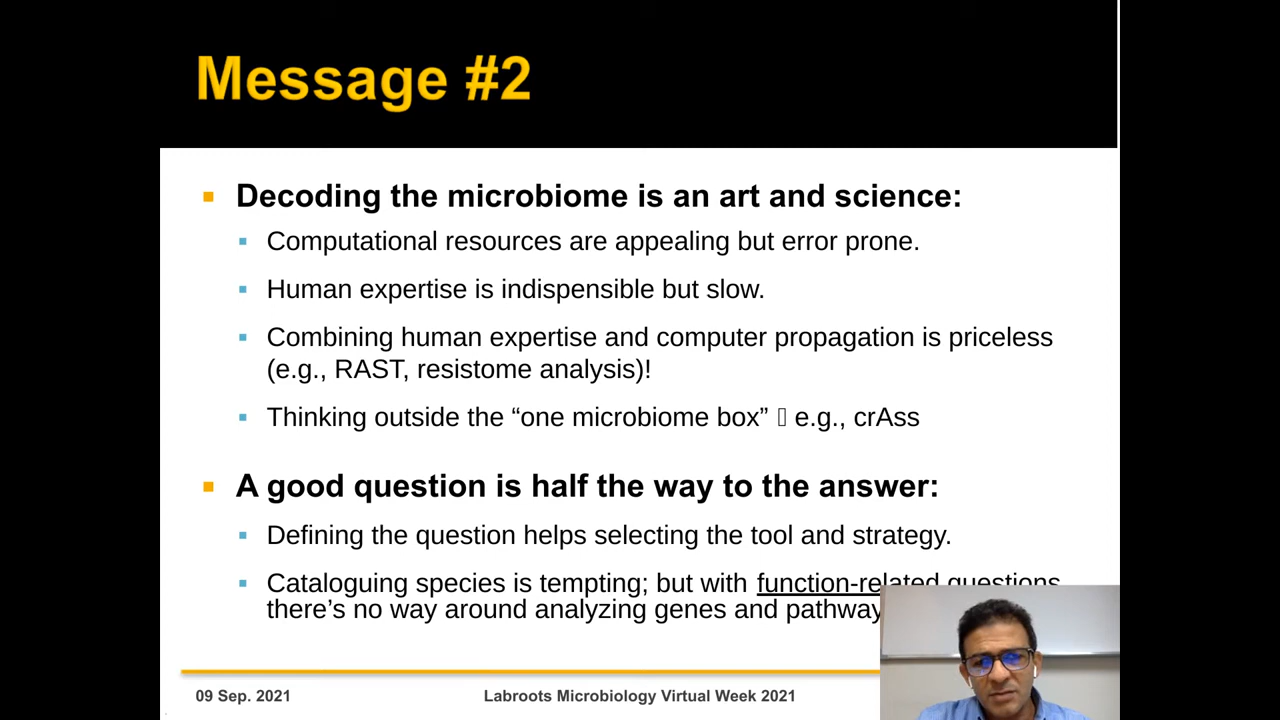 Message #2
Decoding the microbiome is an art and science:
Computational resources are appealing but error prone.
Human expertise is indispensible but slow.
Combining human expertise and computer propagation is priceless
(e.g., RAST, resistome analysis)!
Thinking outside the “one microbiome box” e.g., crAss
A good question is half the way to the answer:
Defining the question helps selecting the tool and strategy.
Cataloguing species is tempting; but with function-related questions
there’s no way around analyzing genes and
09 Sep. 2021
Labroots Microbiology Virtual Week 2021